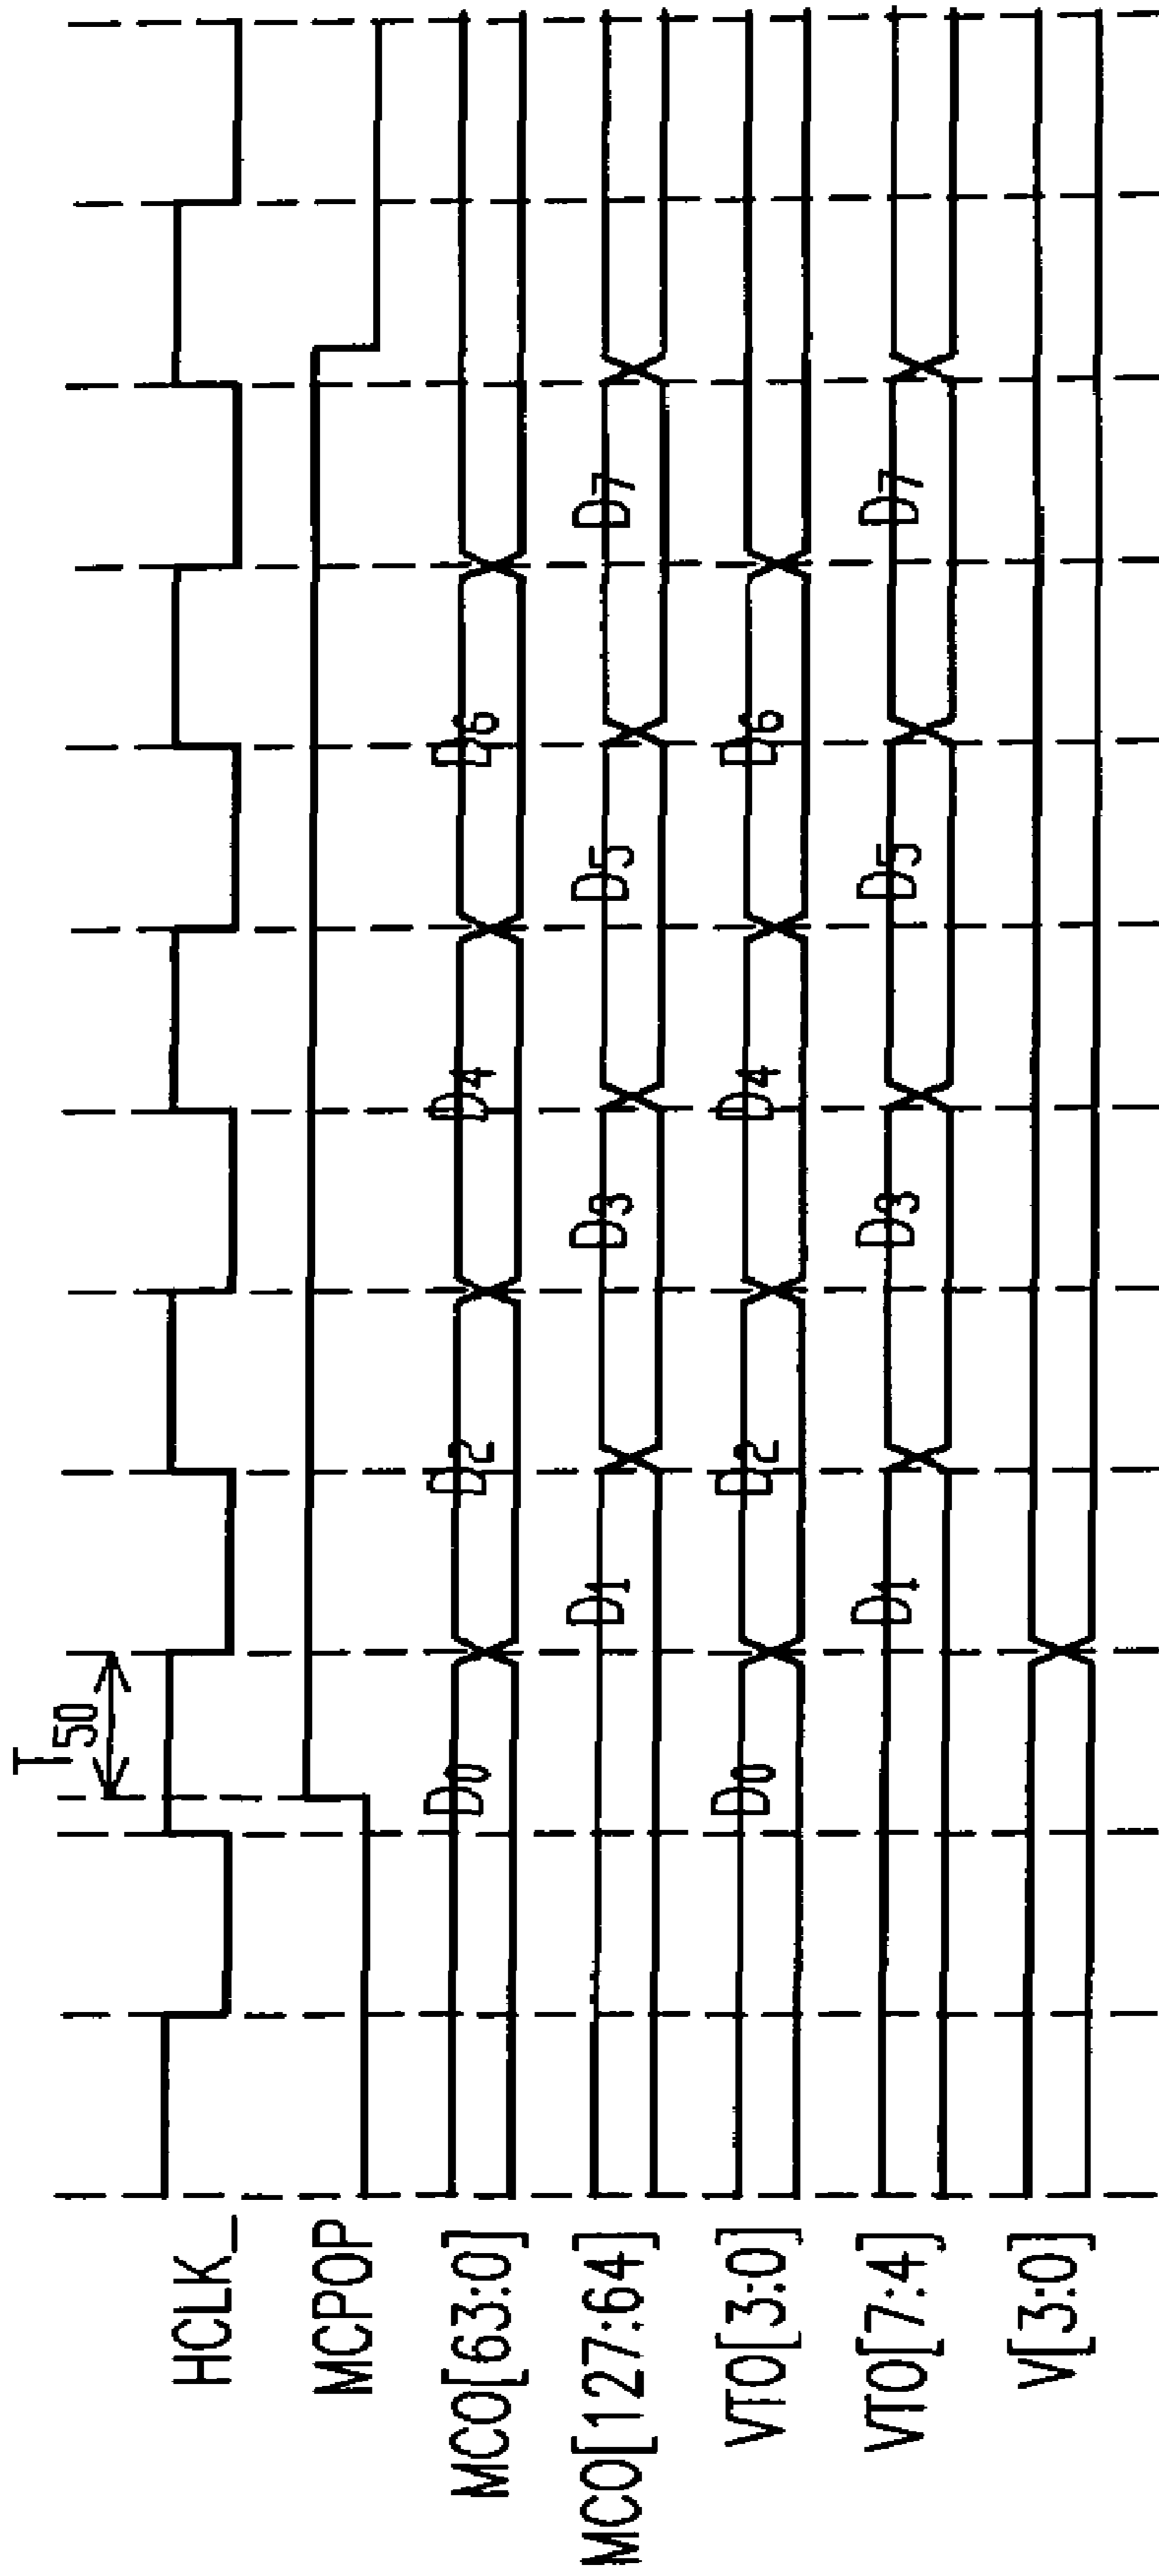 T50
HCLK_
MCPOP
MCO[63:0] D0 D2 D4 D6
MCO[127:64] D1 D3 D5 D7
VTO[3:0] D0 D2 D4 D6
VTO[7:4] D1 D3 D5 D7
V[3:0]